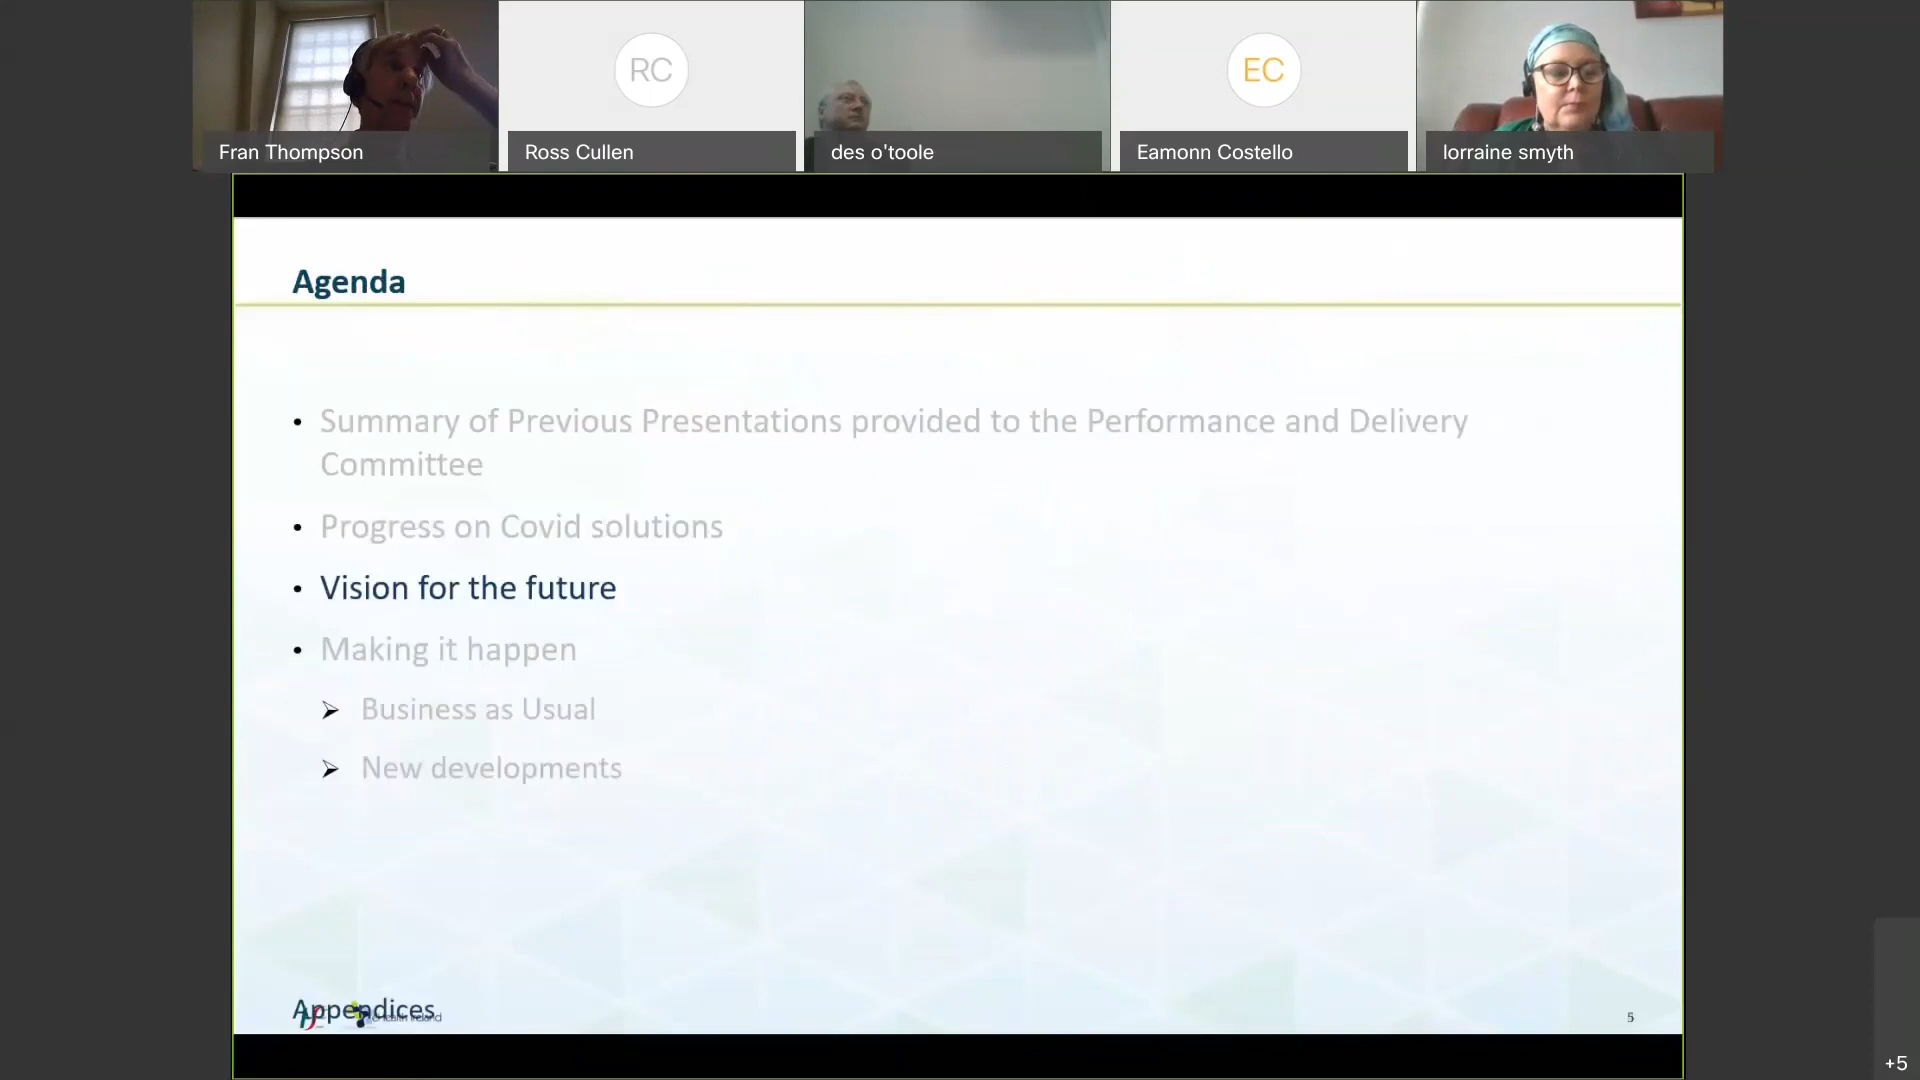 RC
EC
Fran Thompson
Ross Cullen
des o'toole
Eamonn Costello
lorraine smyth
Agenda
• Summary of Previous Presentations provided to the Performance and Delivery
Committee
• Progress on Covid solutions
• Vision for the future
• Making it happen
➢ Business as Usual
➢ New developments
Appendices
5
+5